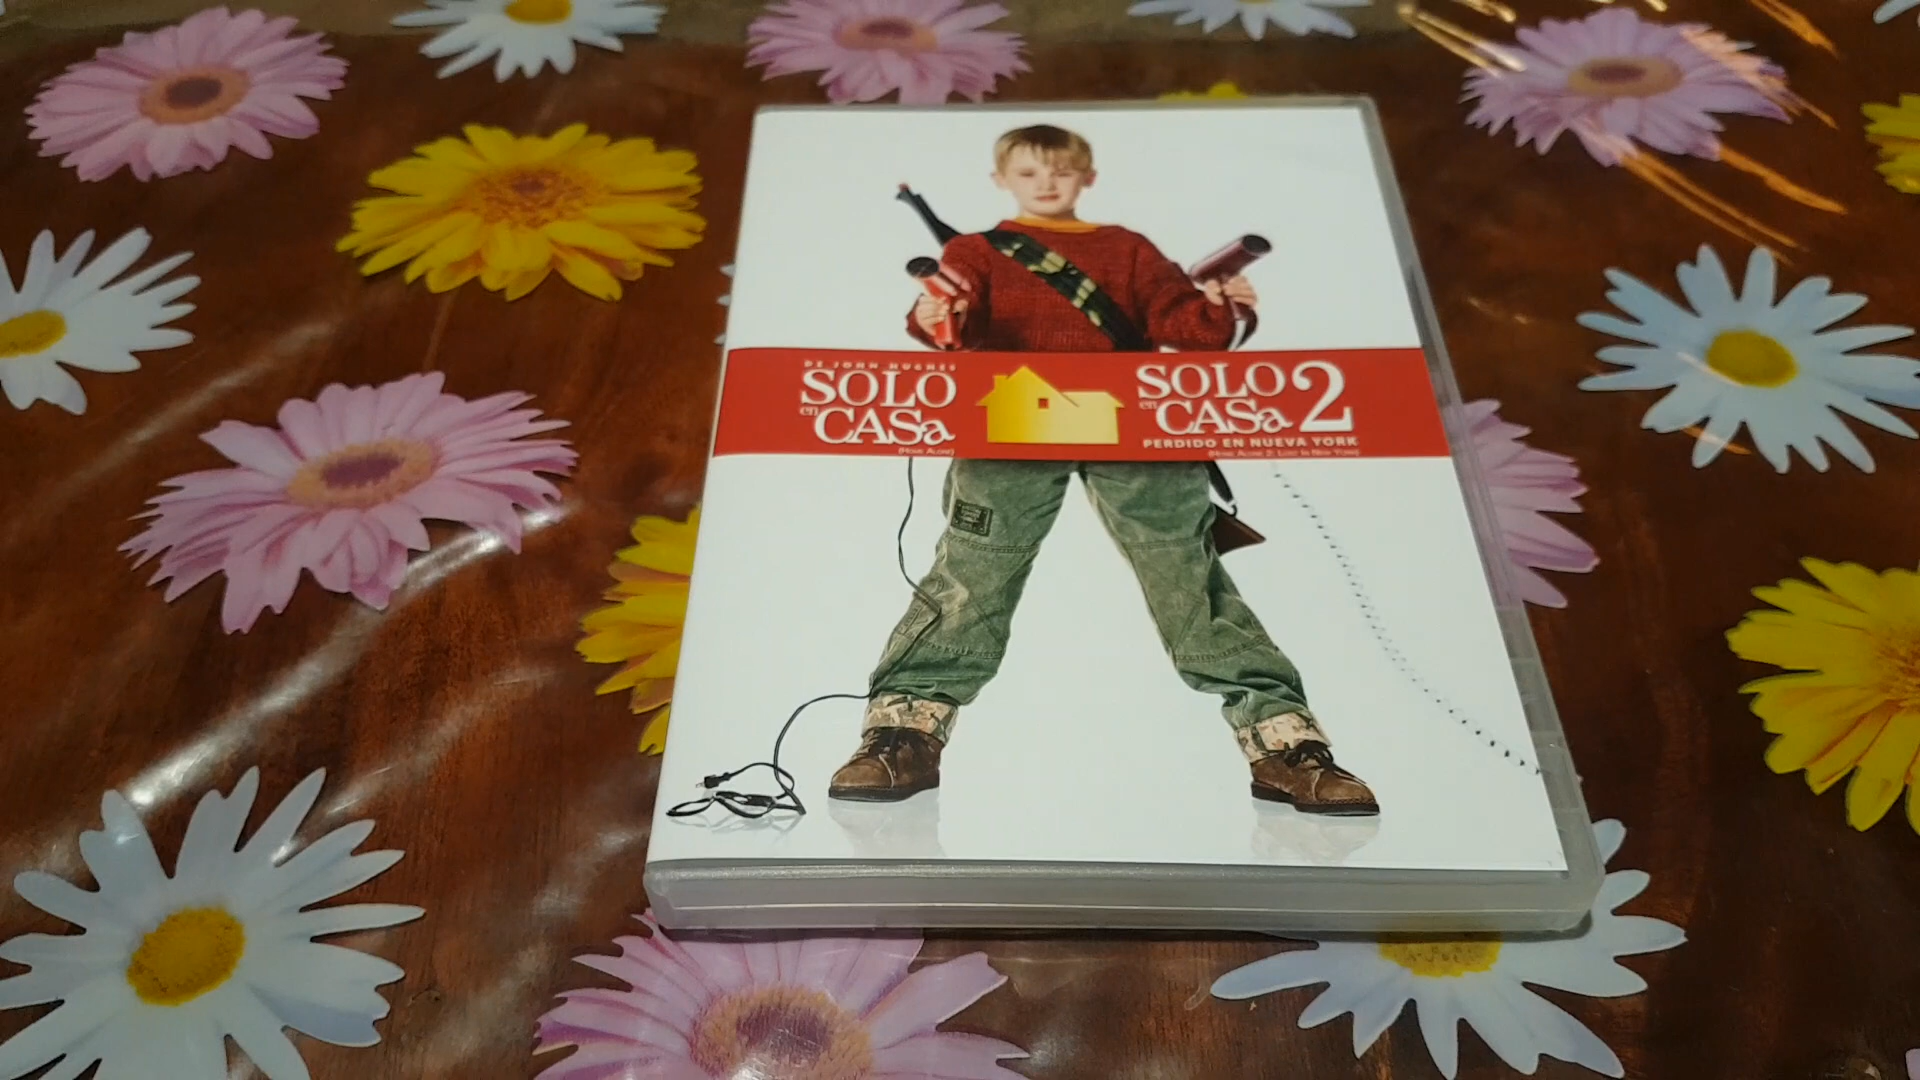 DE JOHN HUGHES
SOLO
en
CASa
(HOME ALONE)
SOLO 2
en
CASa
PERDIDO EN NUEVA YORK
(HOME ALONE 2: LOST IN NEW YORK)